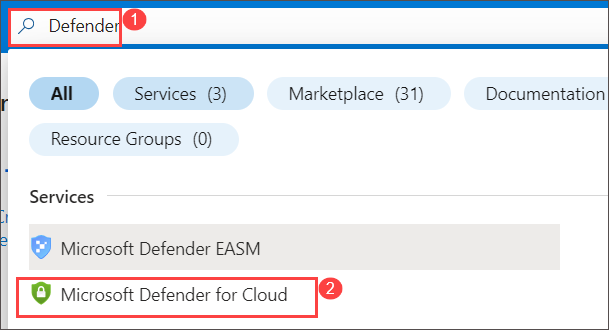 Defender 1
All Services (3) Marketplace (31) Documentation
Resource Groups (0)
Services
Microsoft Defender EASM
Microsoft Defender for Cloud 2